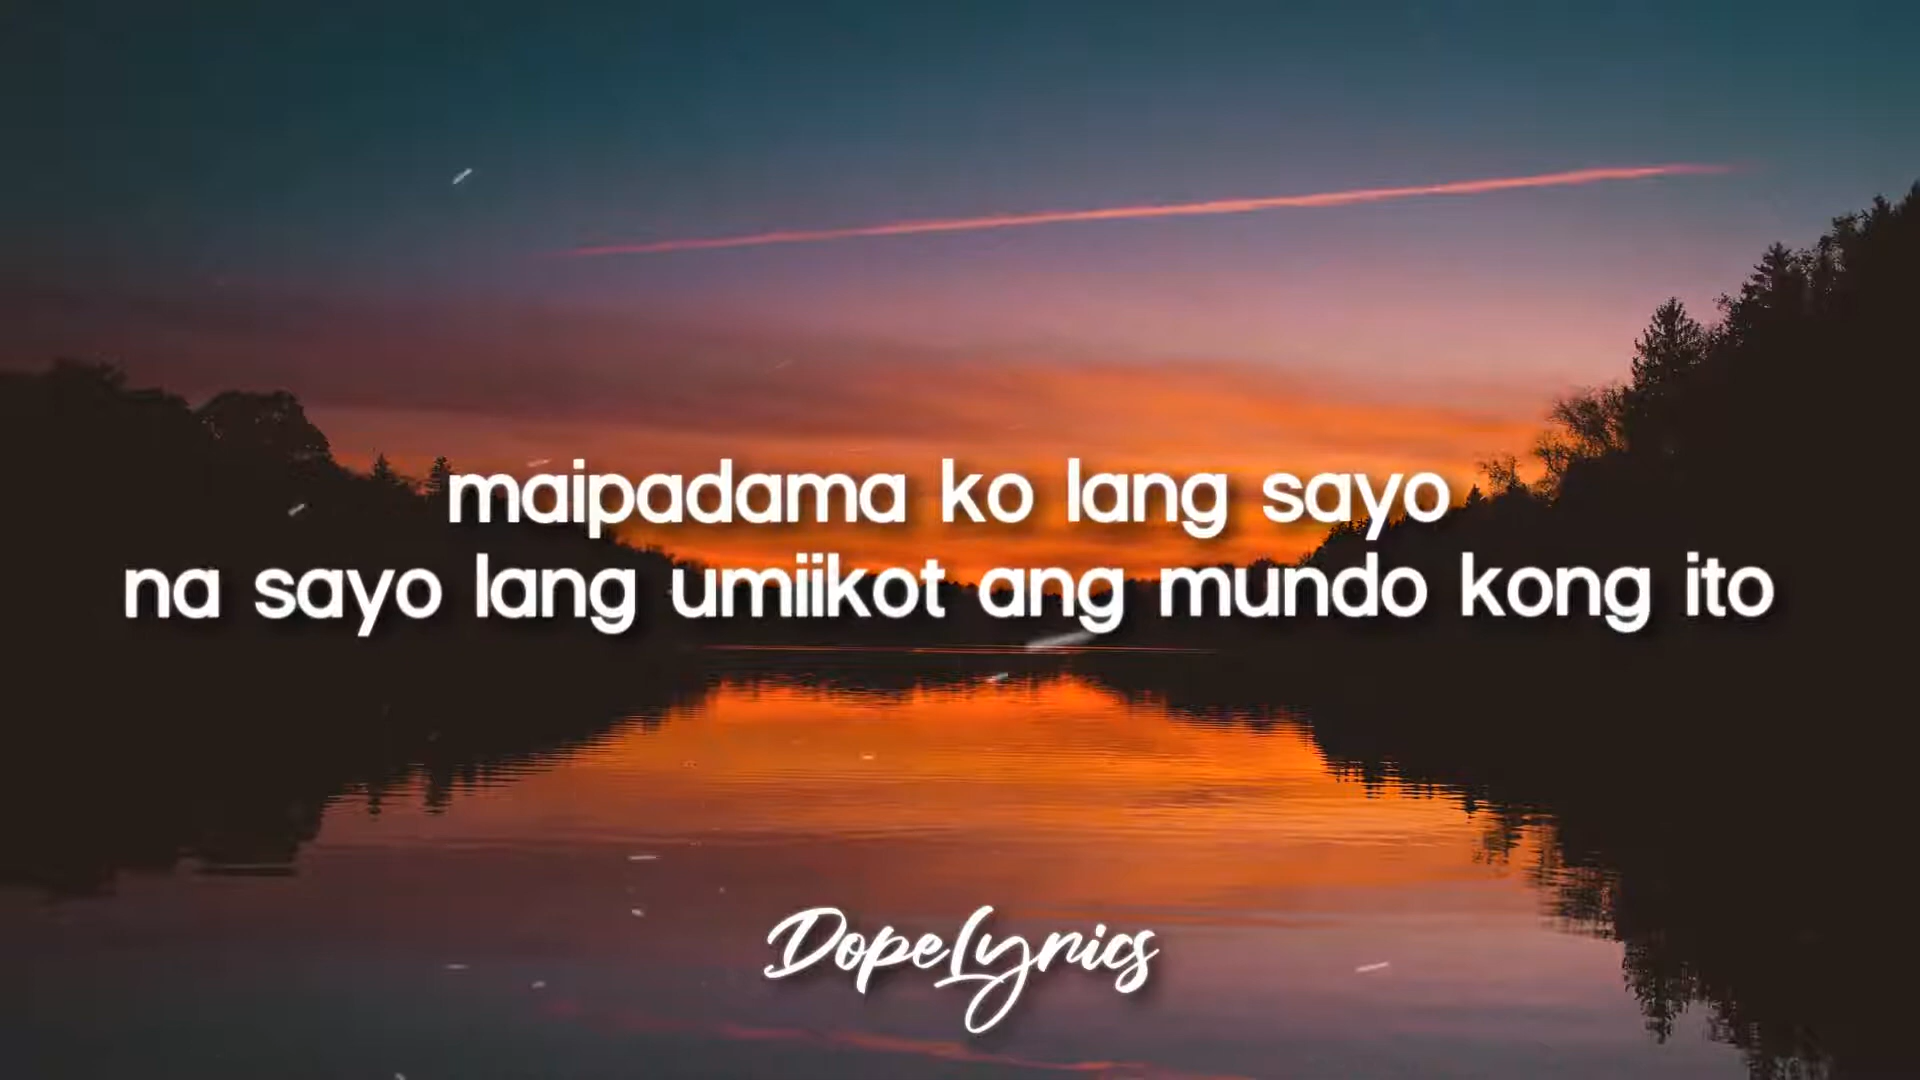 maipadama ko lang sayo
na sayo lang umiikot ang mundo kong ito
DopeLyrics